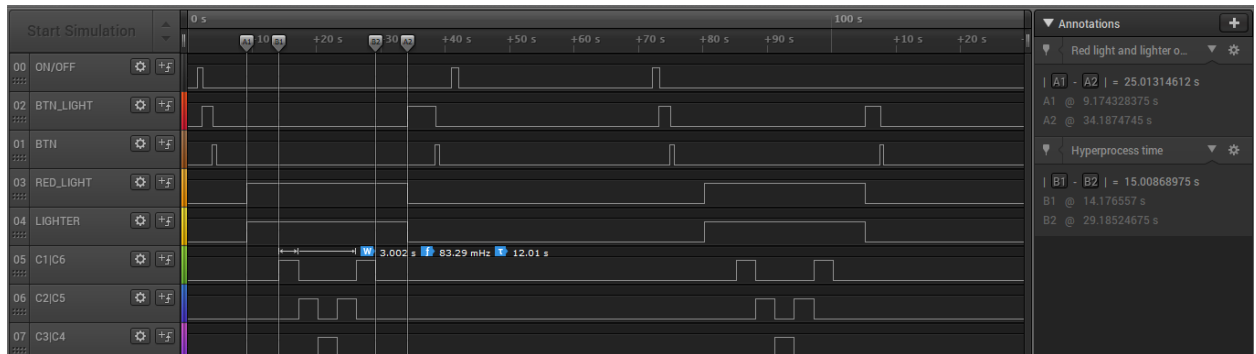 Start Simulation
0 s
100 s
+10 s +20 s +30 +40 s +50 s +60 s +70 s +80 s +90 s +10 s +20 s
A1 B1 B2 A2
00 ON/OFF
02 BTN_LIGHT
01 BTN
03 RED_LIGHT
04 LIGHTER
05 C1|C6
06 C2|C5
07 C3|C4
W 3.002 s f 83.29 mHz T 12.01 s
Annotations
Red light and lighter o...
| A1 - A2 | = 25.01314612 s
A1 @ 9.174328375 s
A2 @ 34.1874745 s
Hyperprocess time
| B1 - B2 | = 15.00868975 s
B1 @ 14.176557 s
B2 @ 29.18524675 s